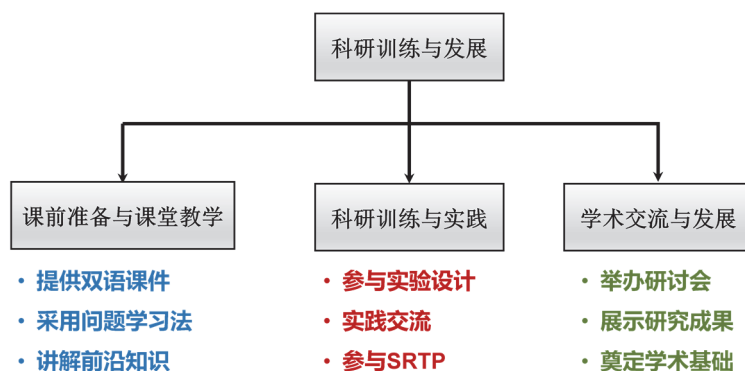 科研训练与发展
课前准备与课堂教学
科研训练与实践
学术交流与发展
· 提供双语课件
· 采用问题学习法
· 讲解前沿知识
· 参与实验设计
· 实践交流
· 参与SRTP
· 举办研讨会
· 展示研究成果
· 奠定学术基础